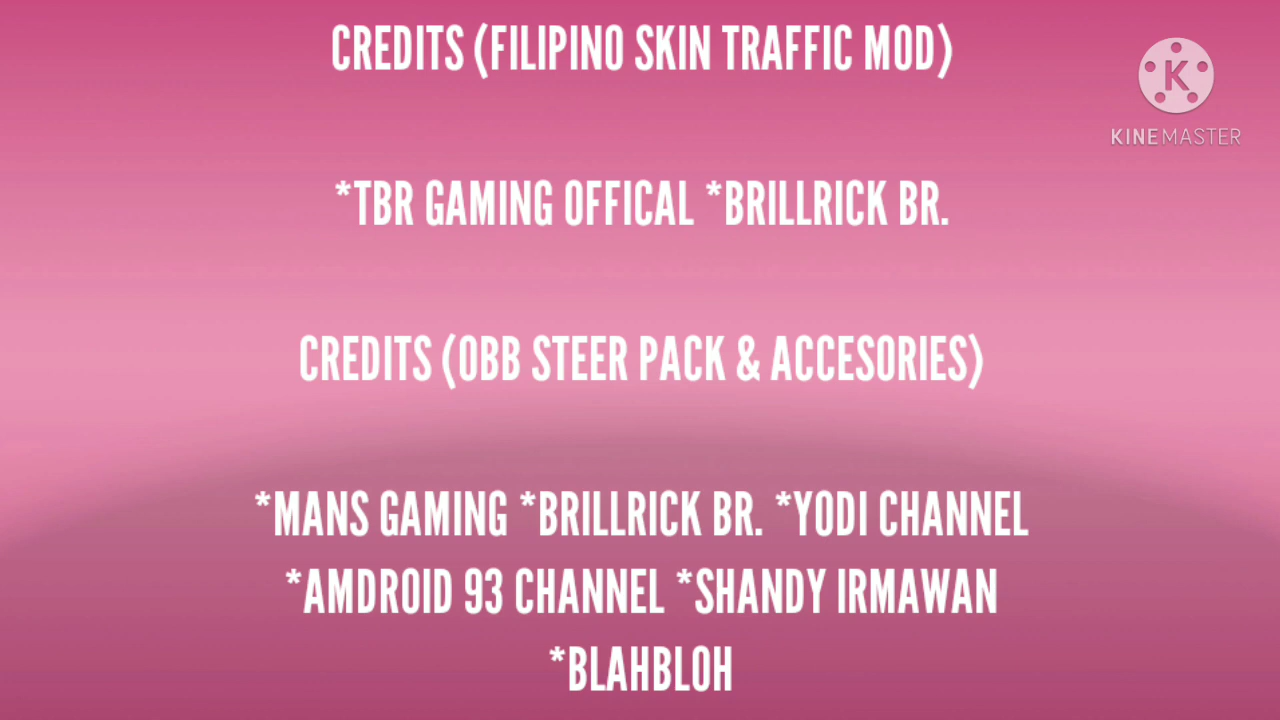 CREDITS (FILIPINO SKIN TRAFFIC MOD)
K
KINEMASTER
*TBR GAMING OFFICAL *BRILLRICK BR.
CREDITS (OBB STEER PACK & ACCESORIES)
*MANS GAMING *BRILLRICK BR. *YODI CHANNEL
*AMDROID 93 CHANNEL *SHANDY IRMAWAN
*BLAHBLOH